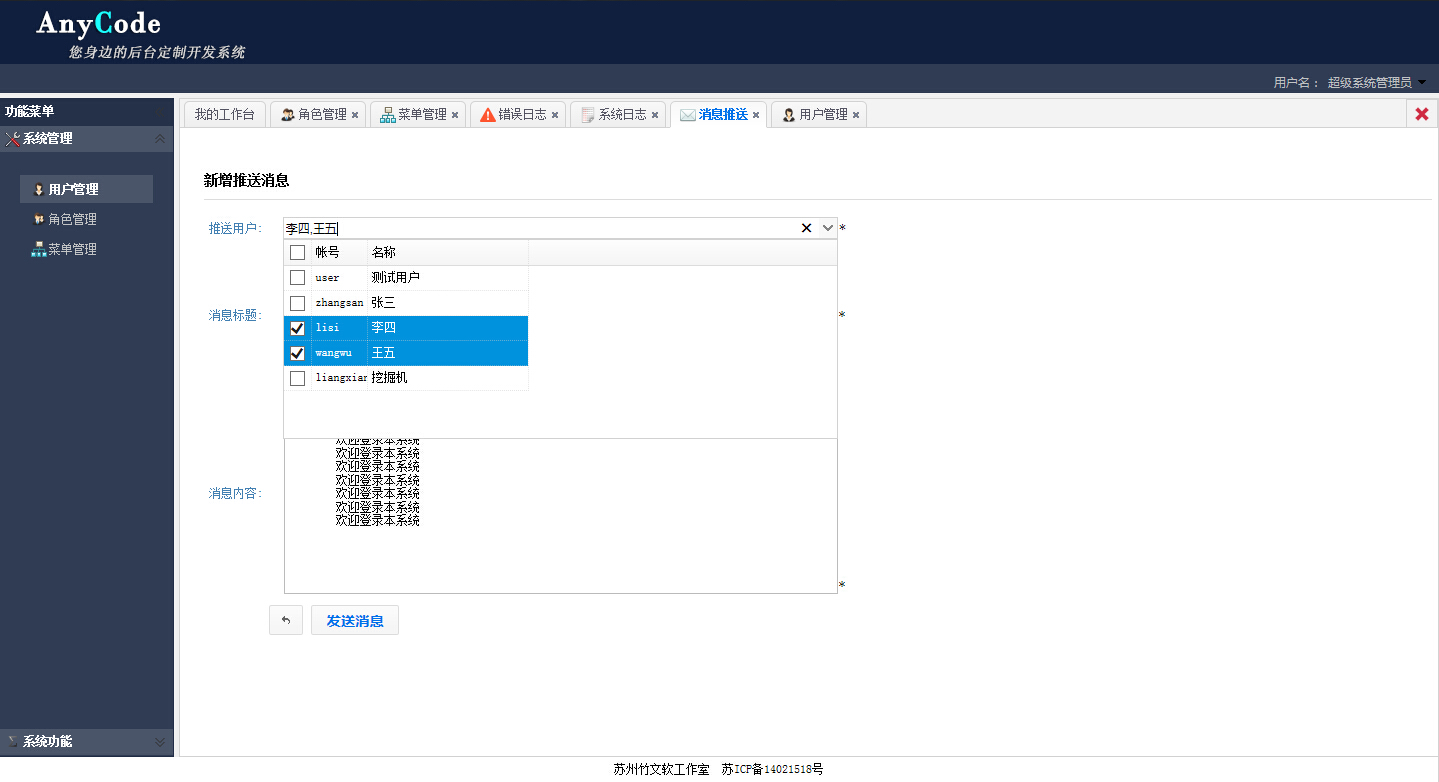 AnyCode
您身边的后台定制开发系统
用户名： 超级系统管理员
功能菜单
系统管理
用户管理
角色管理
菜单管理
系统功能
我的工作台 角色管理 菜单管理 错误日志 系统日志 消息推送 用户管理
新增推送消息
推送用户： 李四,王五 *
帐号 名称
user 测试用户
zhangsan 张三
lisi 李四
wangwu 王五
liangxian 挖掘机
消息标题： *
消息内容：
欢迎登录本系统
欢迎登录本系统
欢迎登录本系统
欢迎登录本系统
欢迎登录本系统
欢迎登录本系统
欢迎登录本系统
*
发送消息
苏州竹文软工作室 苏ICP备14021518号